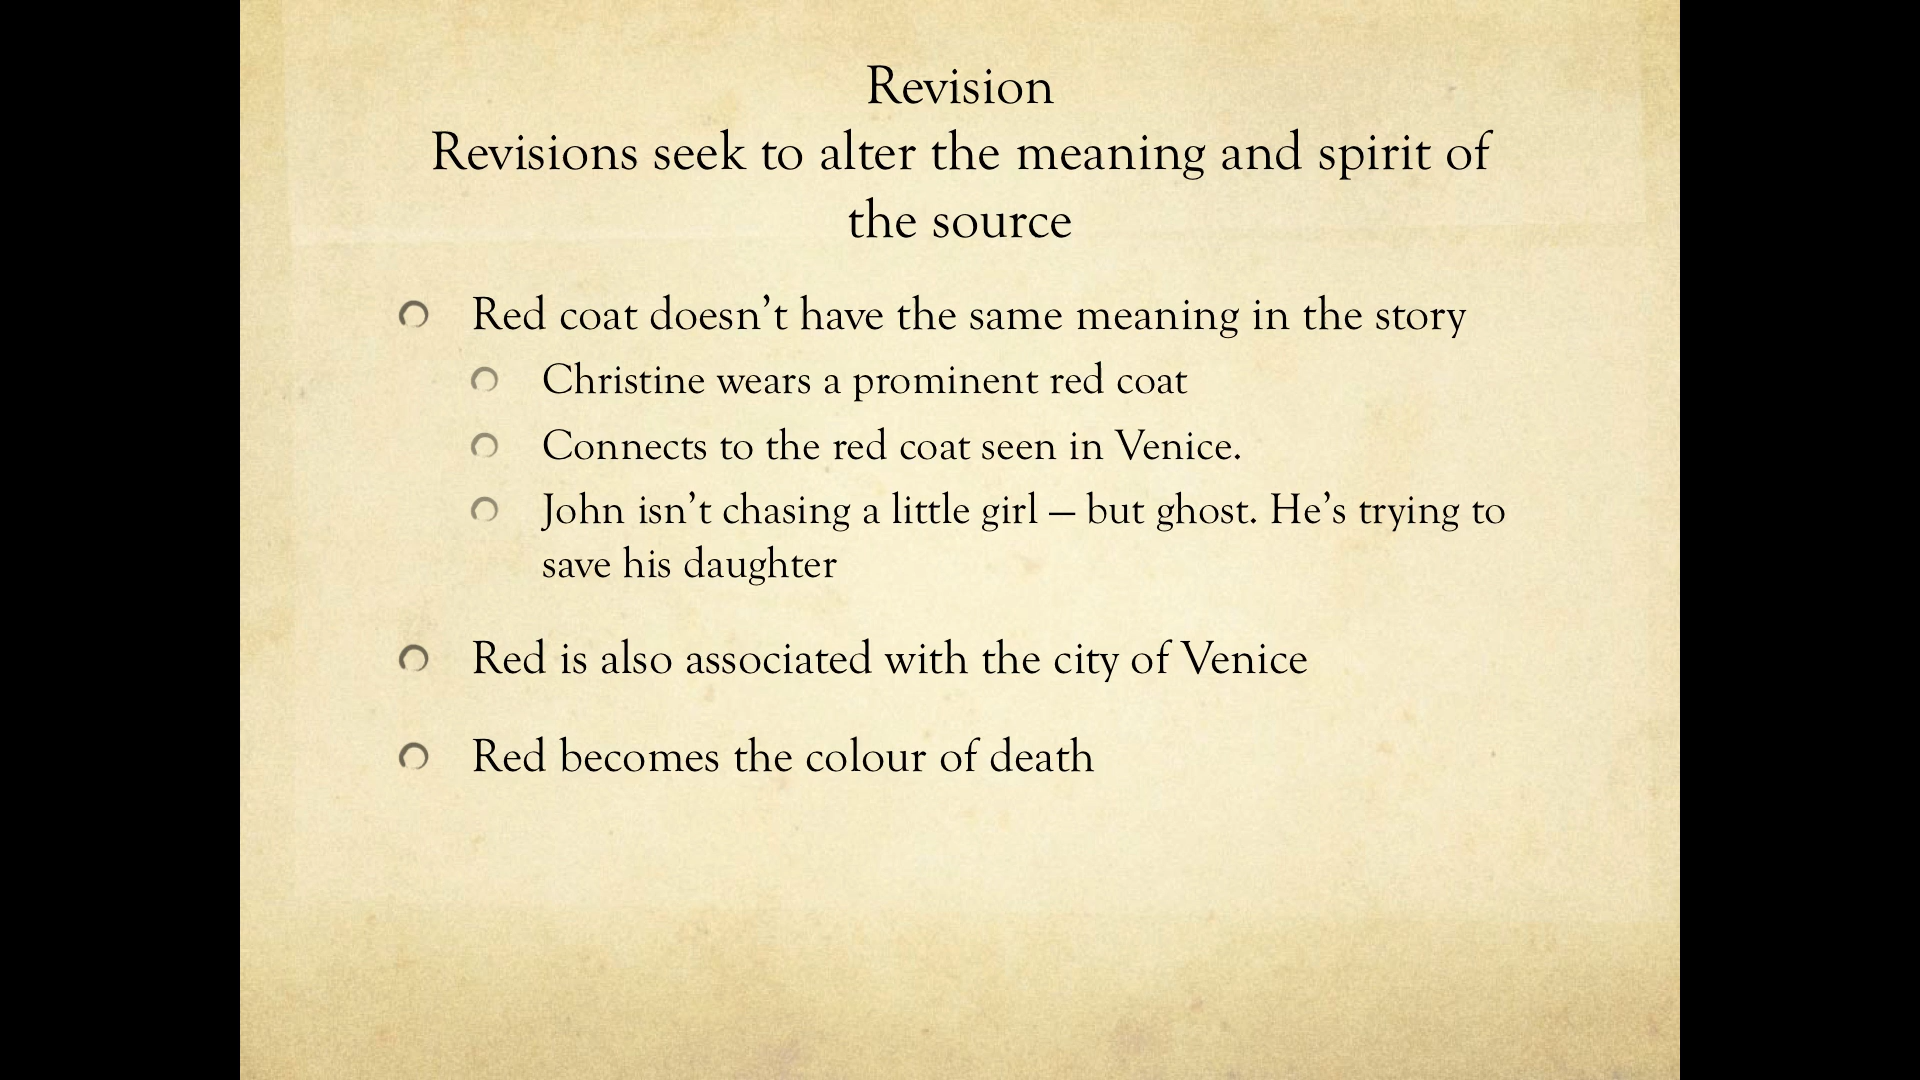 Revision
Revisions seek to alter the meaning and spirit of
the source
Red coat doesn’t have the same meaning in the story
Christine wears a prominent red coat
Connects to the red coat seen in Venice.
John isn’t chasing a little girl – but ghost. He’s trying to
save his daughter
Red is also associated with the city of Venice
Red becomes the colour of death